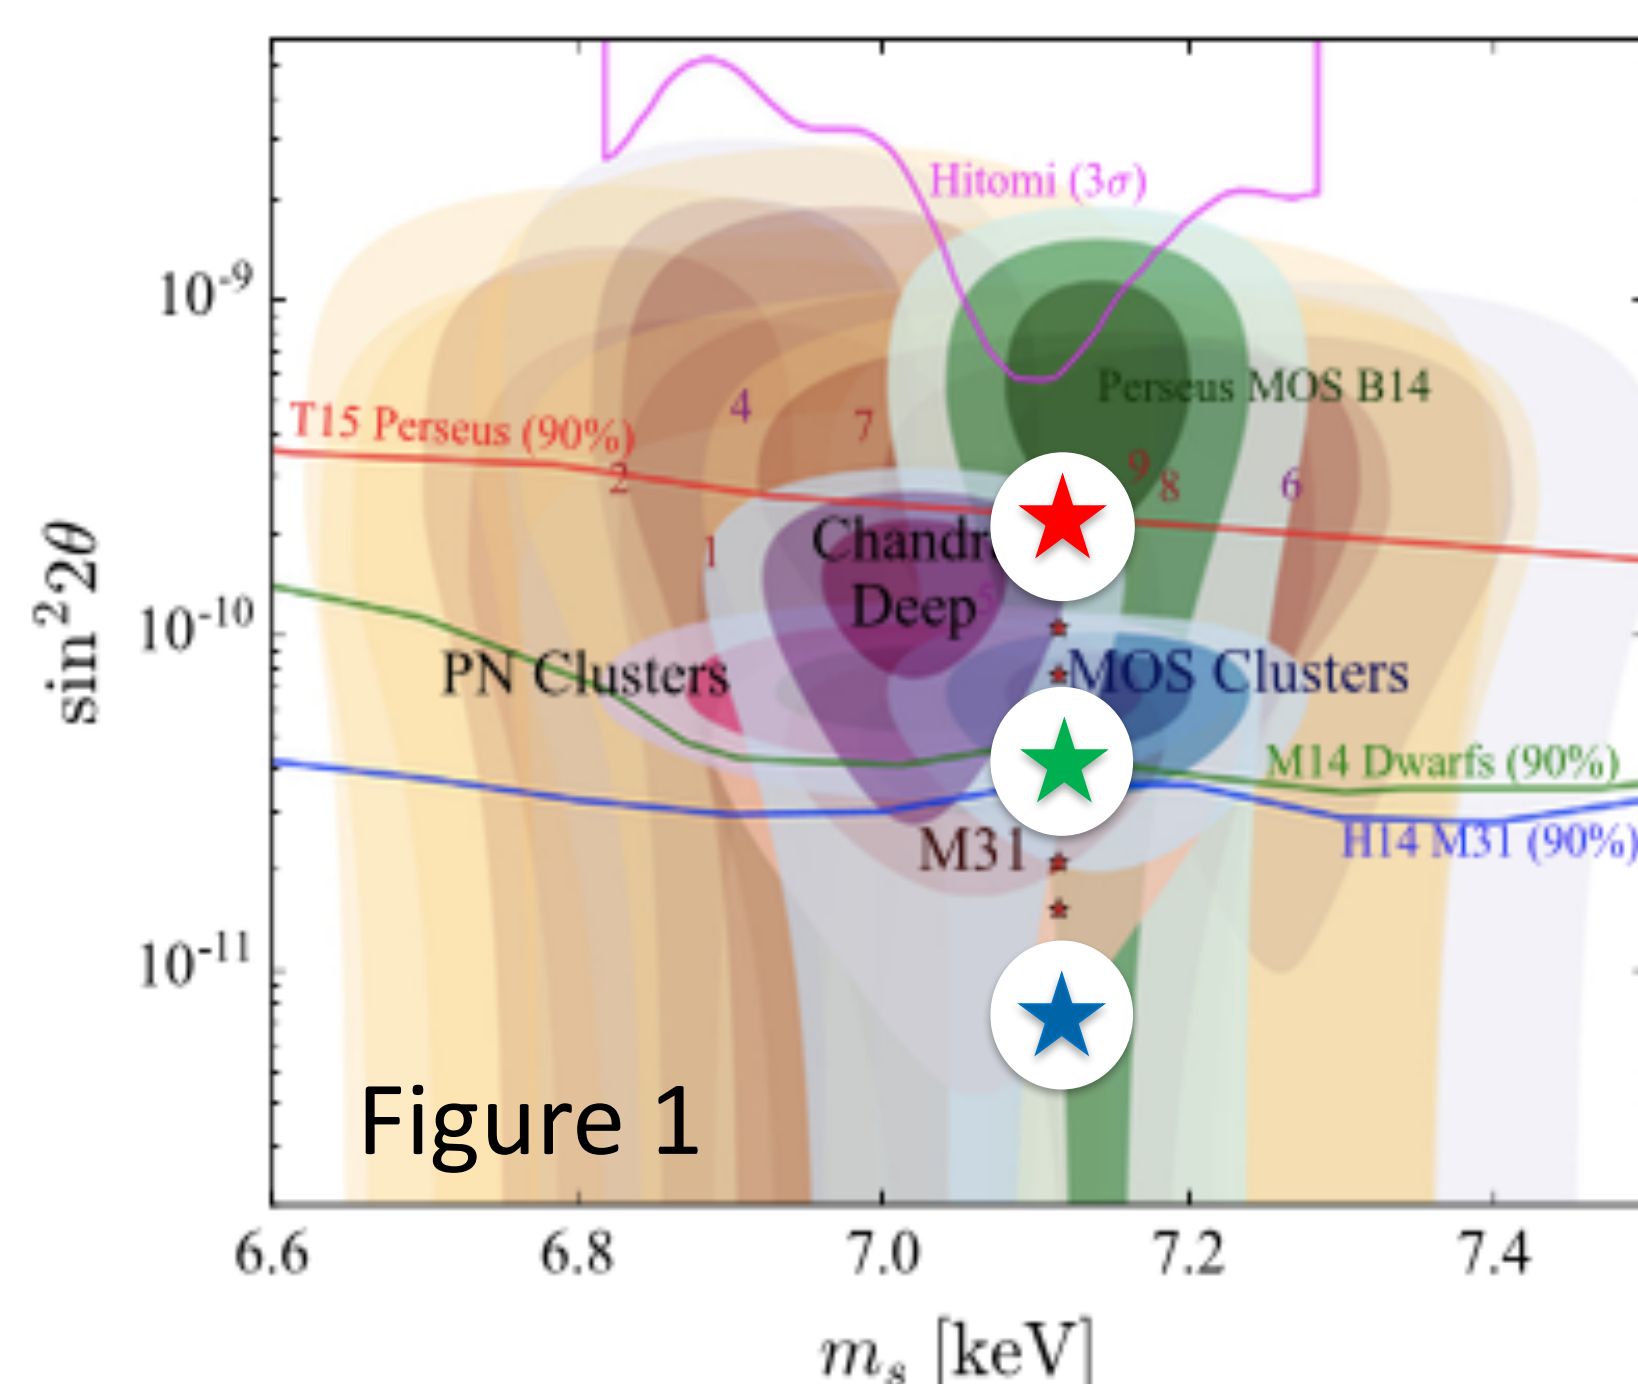 Hitomi (3σ)
10⁻⁹
Perseus MOS B14
4
7
T15 Perseus (90%)
2
9
8
6
Chandr
1
Deep
5
10⁻¹⁰
sin²2θ
PN Clusters
MOS Clusters
M14 Dwarfs (90%)
M31
H14 M31 (90%)
10⁻¹¹
Figure 1
6.6 6.8 7.0 7.2 7.4
mₛ [keV]